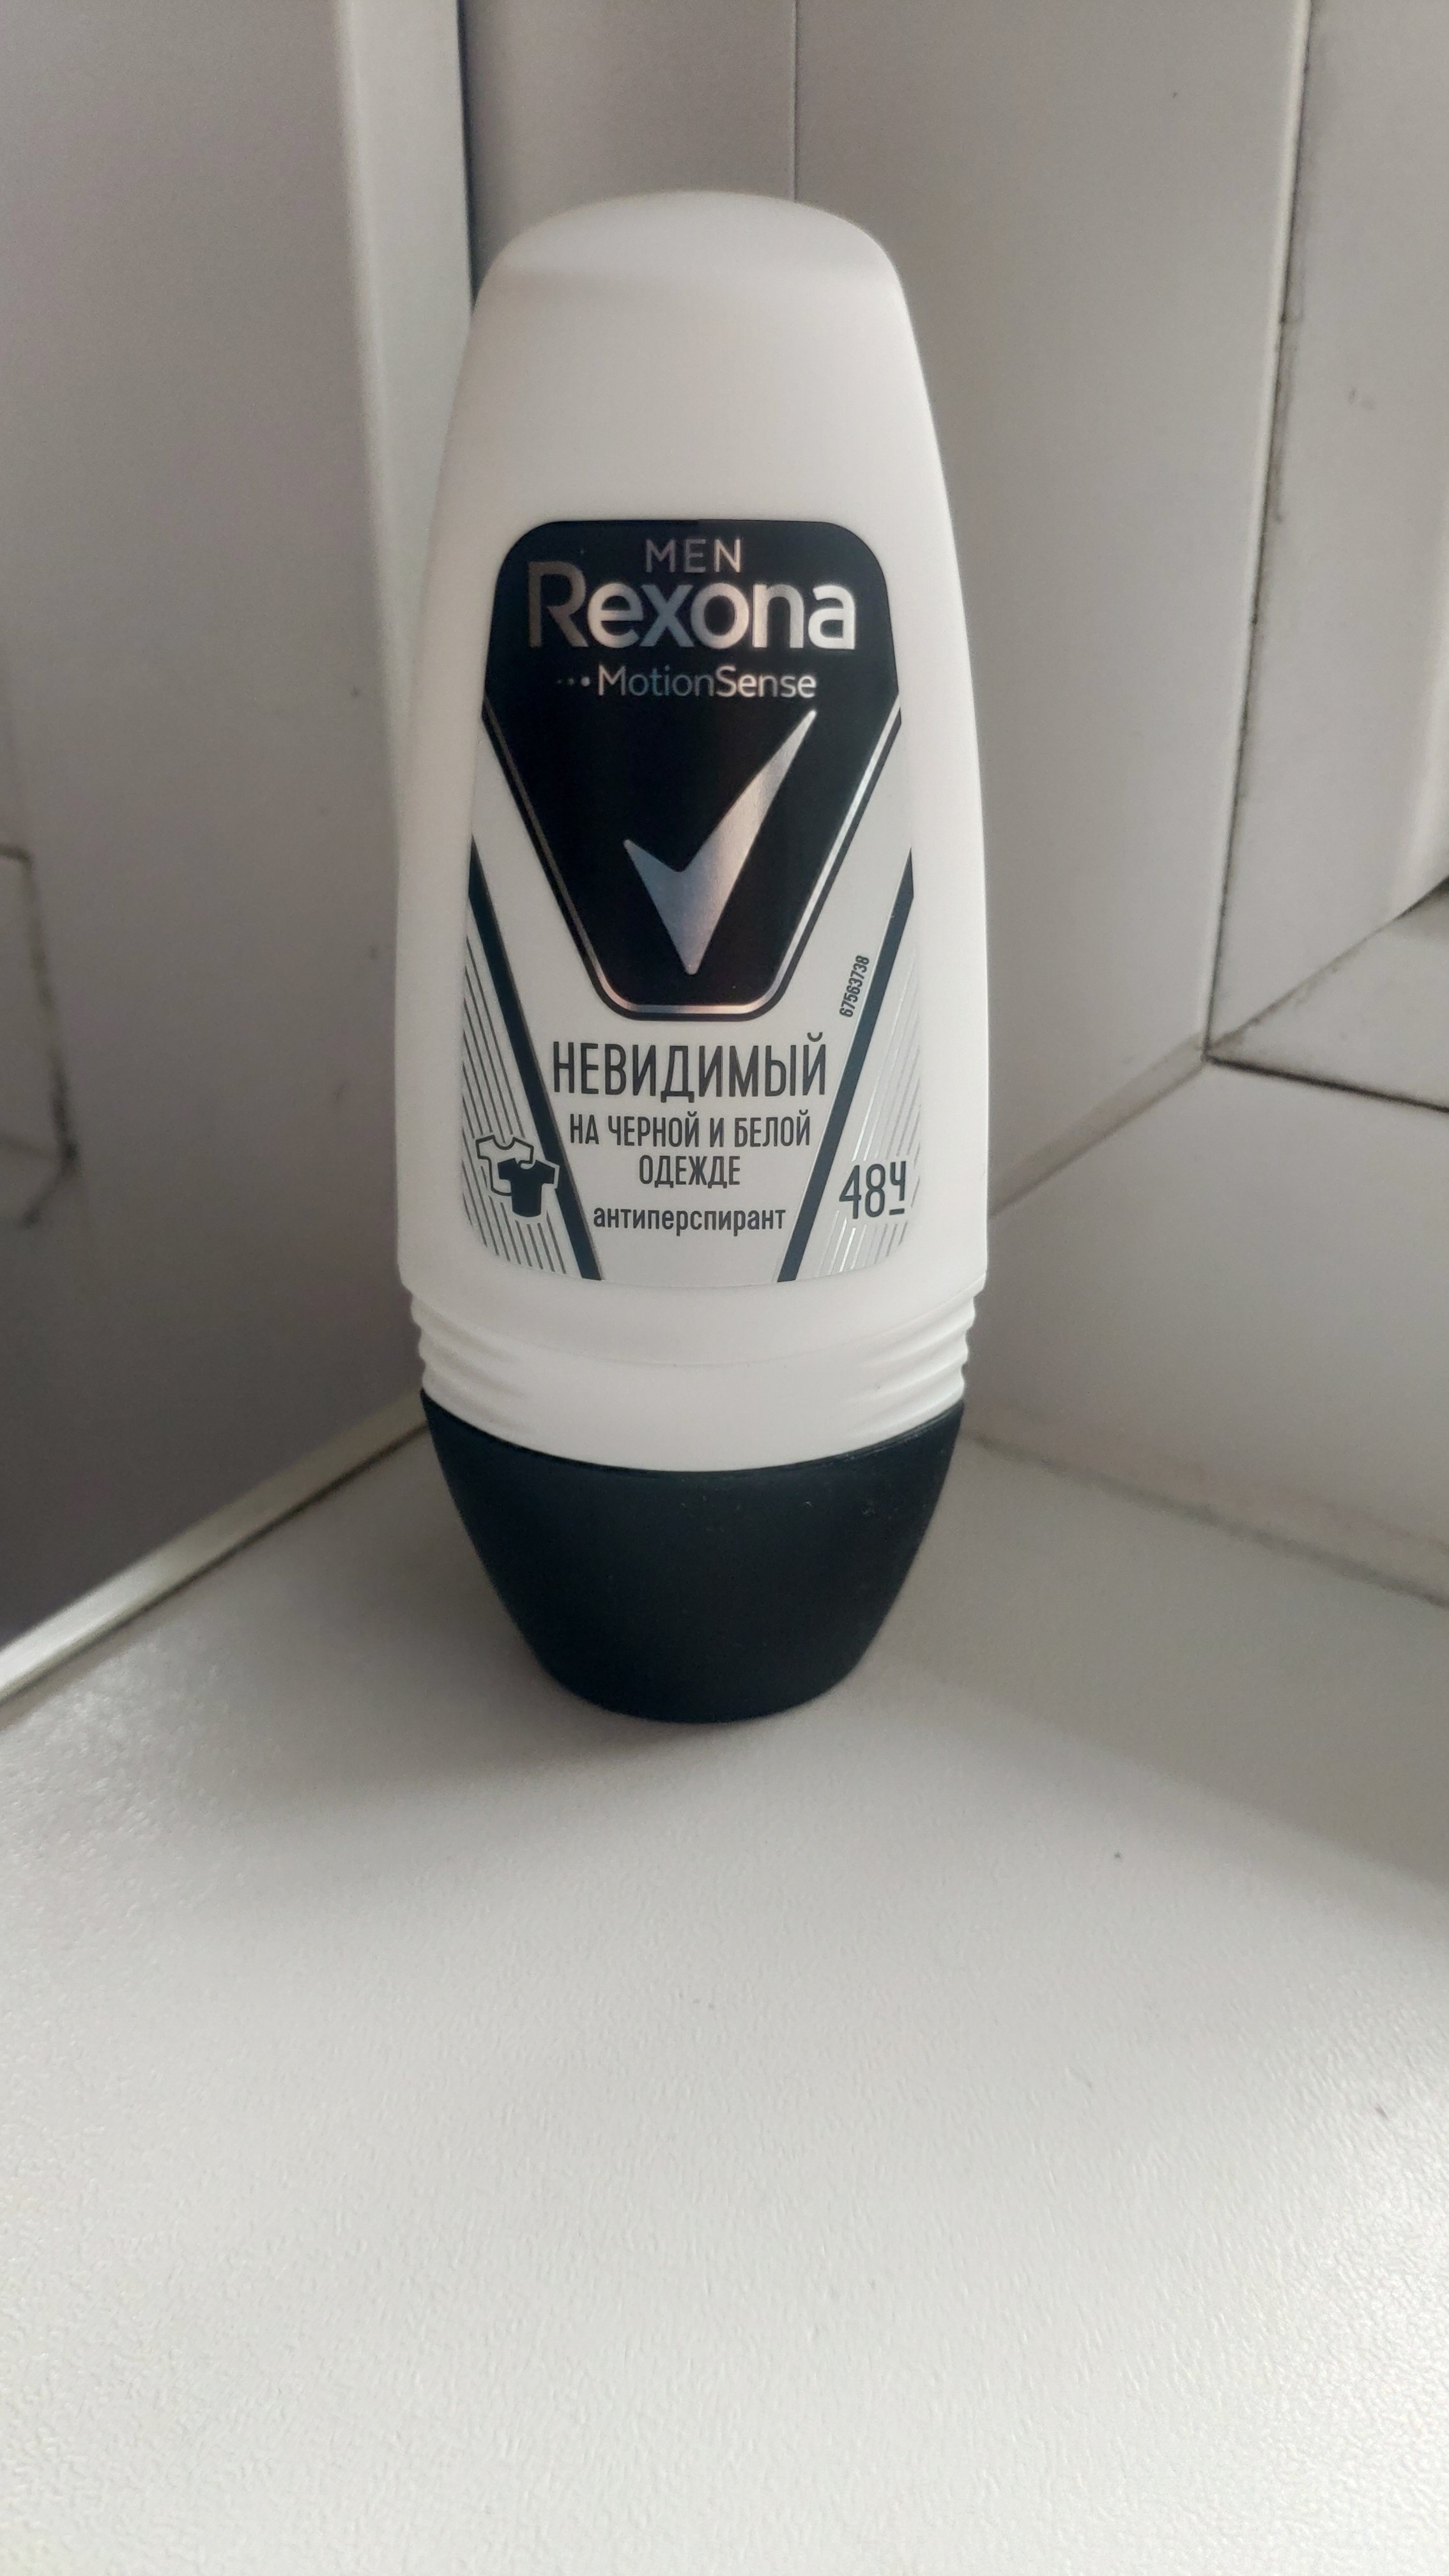 MEN
Rexona
MotionSense
67563738
НЕВИДИМЫЙ
НА ЧЕРНОЙ И БЕЛОЙ
ОДЕЖДЕ
антиперспирант
48ч